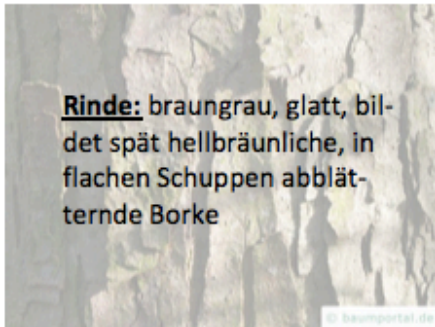 Rinde: braungrau, glatt, bil-
det spät hellbräunliche, in
flachen Schuppen abblät-
ternde Borke
© baumportal.de